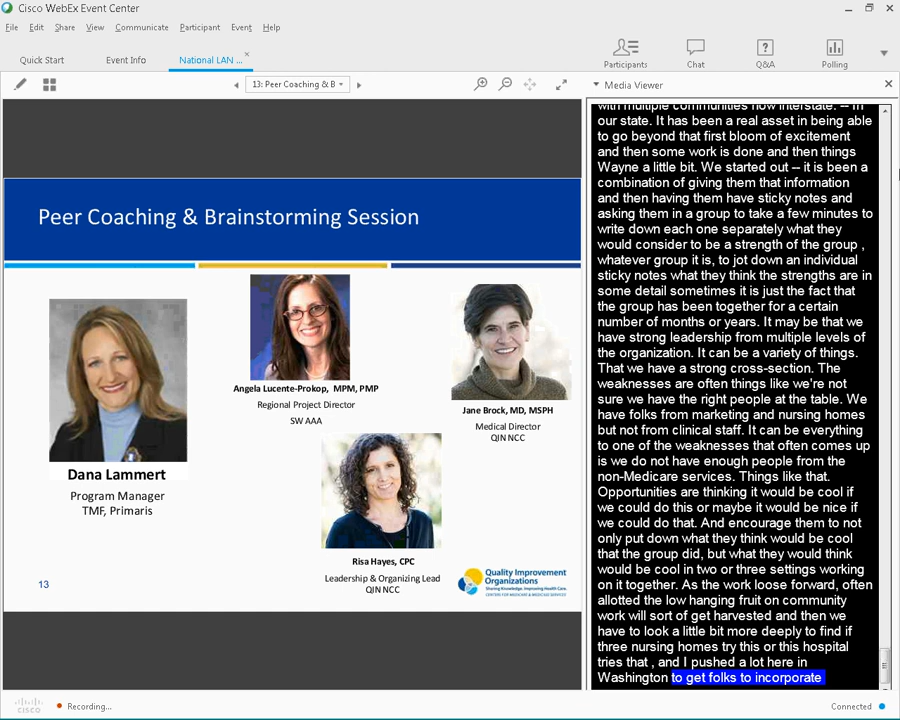 Cisco WebEx Event Center
File Edit Share View Communicate Participant Event Help
Quick Start Event Info National LAN ...
Participants Chat Q&A Polling
13: Peer Coaching & B
Media Viewer
Peer Coaching & Brainstorming Session
Dana Lammert
Program Manager
TMF, Primaris
Angela Lucente-Prokop, MPM, PMP
Regional Project Director
SW AAA
Jane Brock, MD, MSPH
Medical Director
QIN NCC
Risa Hayes, CPC
Leadership & Organizing Lead
QIN NCC
13
Quality Improvement
Organizations
Sharing Knowledge. Improving Health Care.
CENTERS FOR MEDICARE & MEDICAID SERVICES
with multiple communities now interstate. -- In
our state. It has been a real asset in being able
to go beyond that first bloom of excitement
and then some work is done and then things
Wayne a little bit. We started out -- it is been a
combination of giving them that information
and then having them have sticky notes and
asking them in a group to take a few minutes to
write down each one separately what they
would consider to be a strength of the group ,
whatever group it is, to jot down an individual
sticky notes what they think the strengths are in
some detail sometimes it is just the fact that
the group has been together for a certain
number of months or years. It may be that we
have strong leadership from multiple levels of
the organization. It can be a variety of things.
That we have a strong cross-section. The
weaknesses are often things like we're not
sure we have the right people at the table. We
have folks from marketing and nursing homes
but not from clinical staff. It can be everything
to one of the weaknesses that often comes up
is we do not have enough people from the
non-Medicare services. Things like that.
Opportunities are thinking it would be cool if
we could do this or maybe it would be nice if
we could do that. And encourage them to not
only put down what they think would be cool
that the group did, but what they would think
would be cool in two or three settings working
on it together. As the work loose forward, often
allotted the low hanging fruit on community
work will sort of get harvested and then we
have to look a little bit more deeply to find if
three nursing homes try this or this hospital
tries that , and I pushed a lot here in
Washington to get folks to incorporate
CISCO Recording... Connected